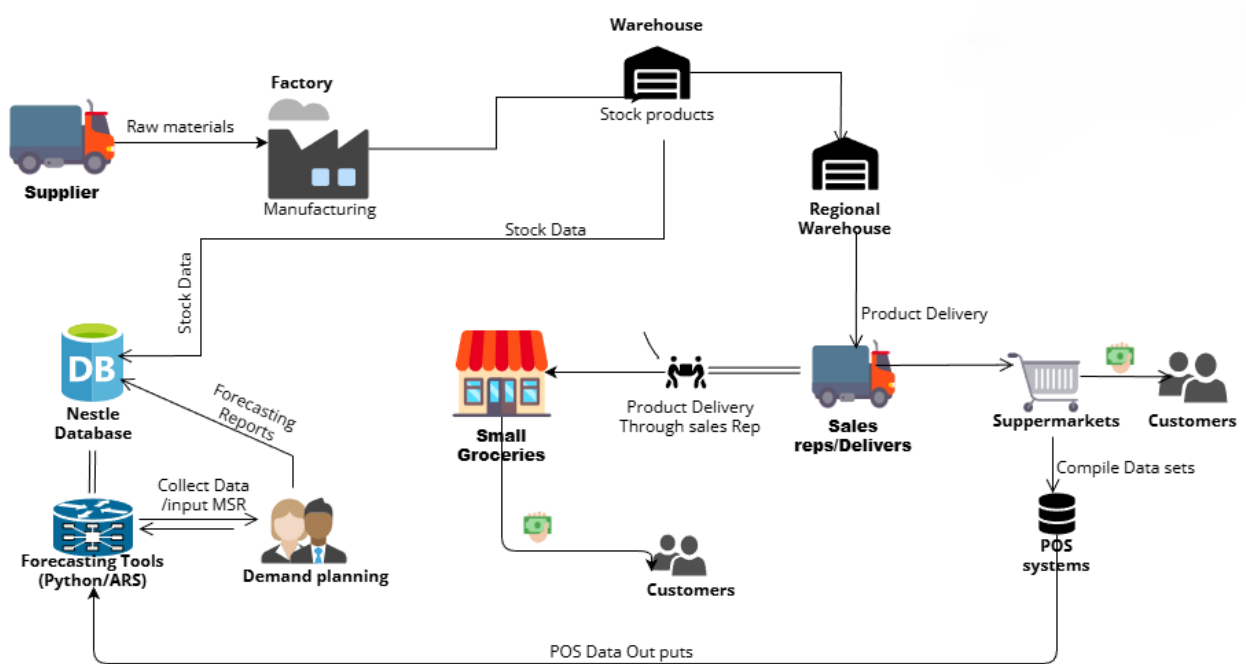 Warehouse
Factory
Stock products
Raw materials
Supplier
Manufacturing
Regional
Warehouse
Stock Data
Stock Data
Product Delivery
DB
Nestle
Database
Forecasting
Reports
Product Delivery
Through sales Rep
Small
Groceries
Sales
reps/Delivers
Suppermarkets
Customers
Compile Data sets
Collect Data
/input MSR
Forecasting Tools
(Python/ARS)
Demand planning
POS
systems
Customers
POS Data Out puts